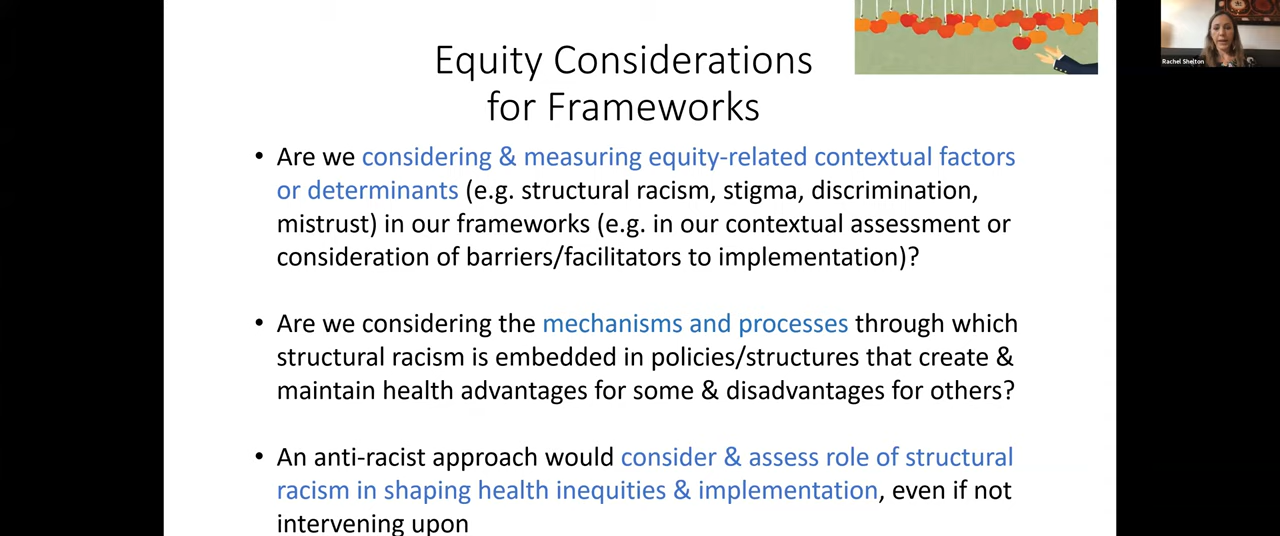 Equity Considerations
for Frameworks
Rachel Shelton
• Are we considering & measuring equity-related contextual factors
or determinants (e.g. structural racism, stigma, discrimination,
mistrust) in our frameworks (e.g. in our contextual assessment or
consideration of barriers/facilitators to implementation)?
• Are we considering the mechanisms and processes through which
structural racism is embedded in policies/structures that create &
maintain health advantages for some & disadvantages for others?
• An anti-racist approach would consider & assess role of structural
racism in shaping health inequities & implementation, even if not
intervening upon